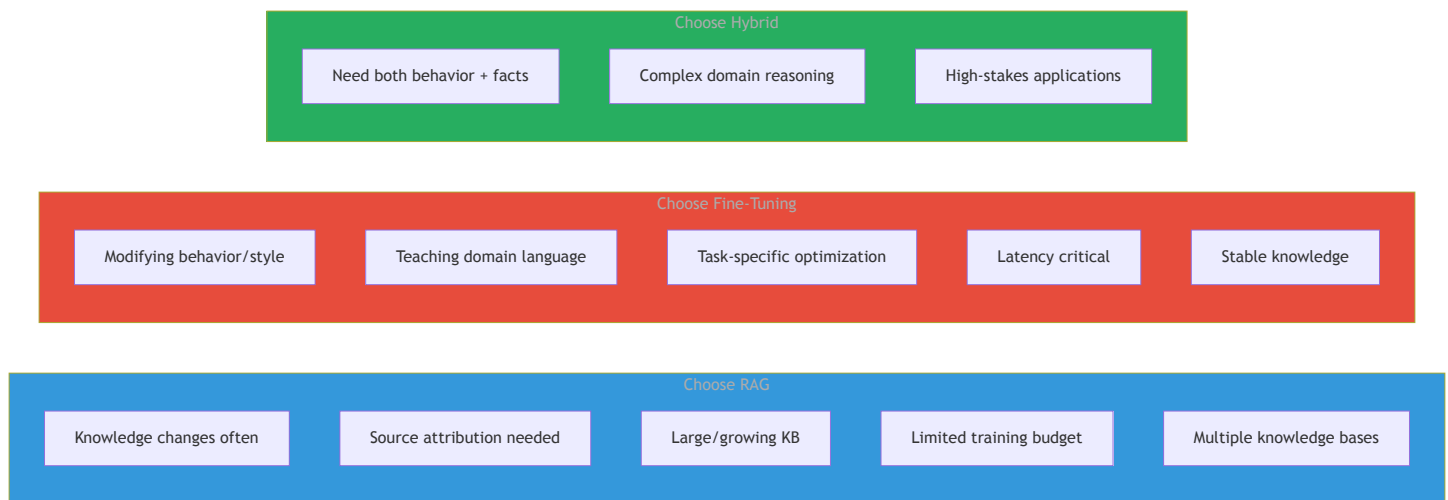 Choose Hybrid
Need both behavior + facts
Complex domain reasoning
High-stakes applications
Choose Fine-Tuning
Modifying behavior/style
Teaching domain language
Task-specific optimization
Latency critical
Stable knowledge
Choose RAG
Knowledge changes often
Source attribution needed
Large/growing KB
Limited training budget
Multiple knowledge bases